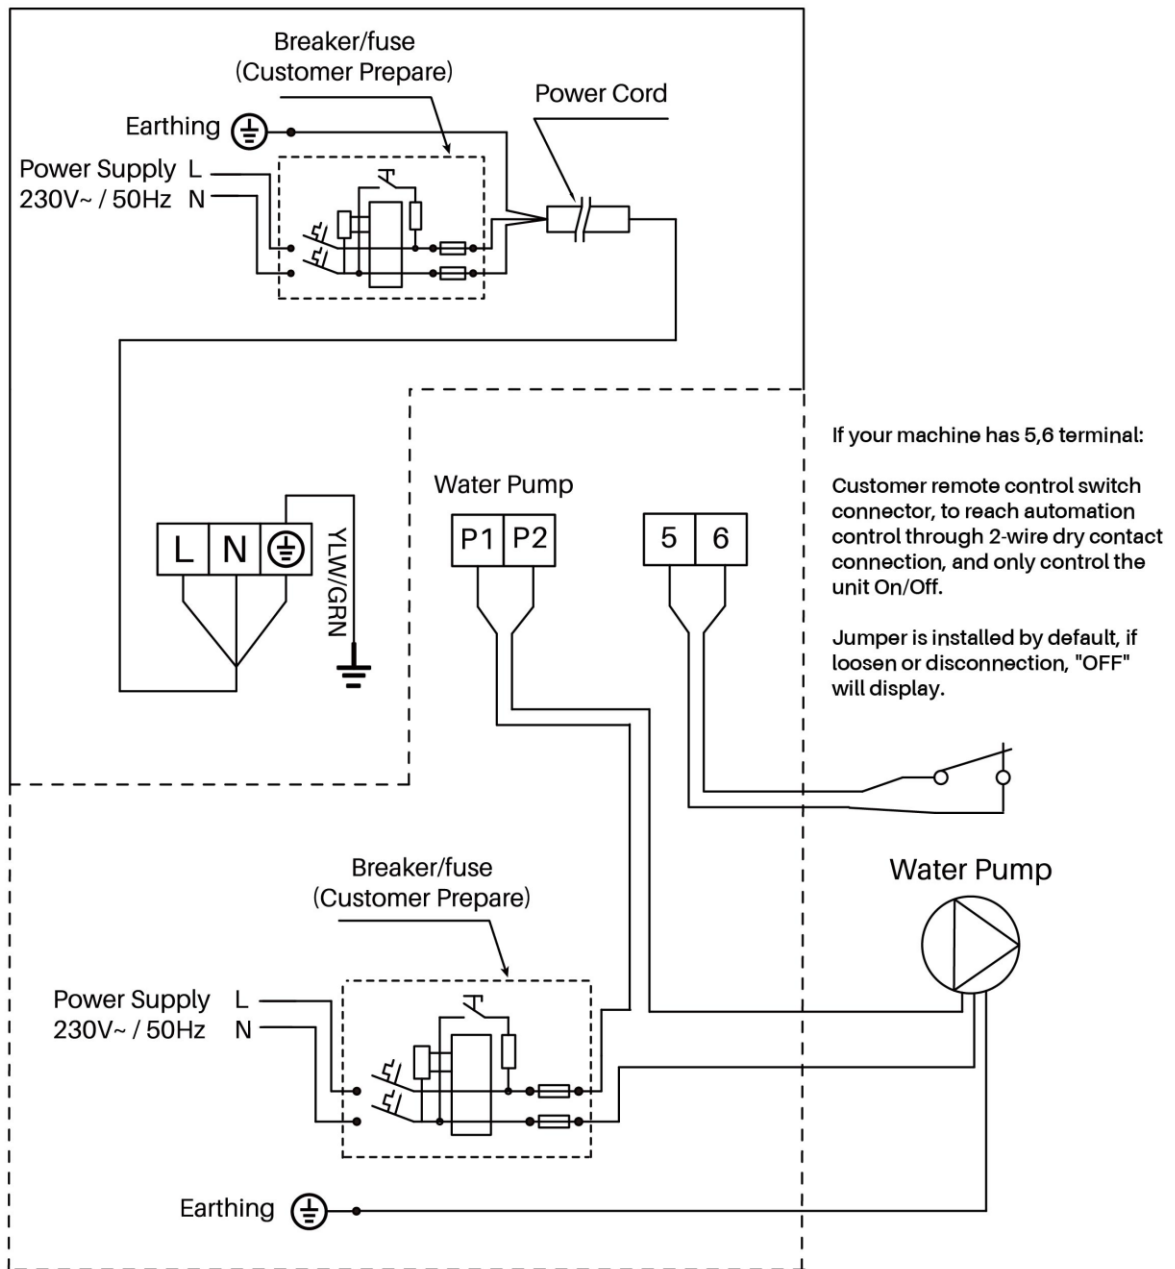 Breaker/fuse
(Customer Prepare)
Power Cord
Earthing
Power Supply L
230V~ / 50Hz N
If your machine has 5,6 terminal:
Customer remote control switch
connector, to reach automation
control through 2-wire dry contact
connection, and only control the
unit On/Off.
Jumper is installed by default, if
loosen or disconnection, "OFF"
will display.
Water Pump
L N
P1 P2
5 6
YLW/GRN
Breaker/fuse
(Customer Prepare)
Water Pump
Power Supply L
230V~ / 50Hz N
Earthing